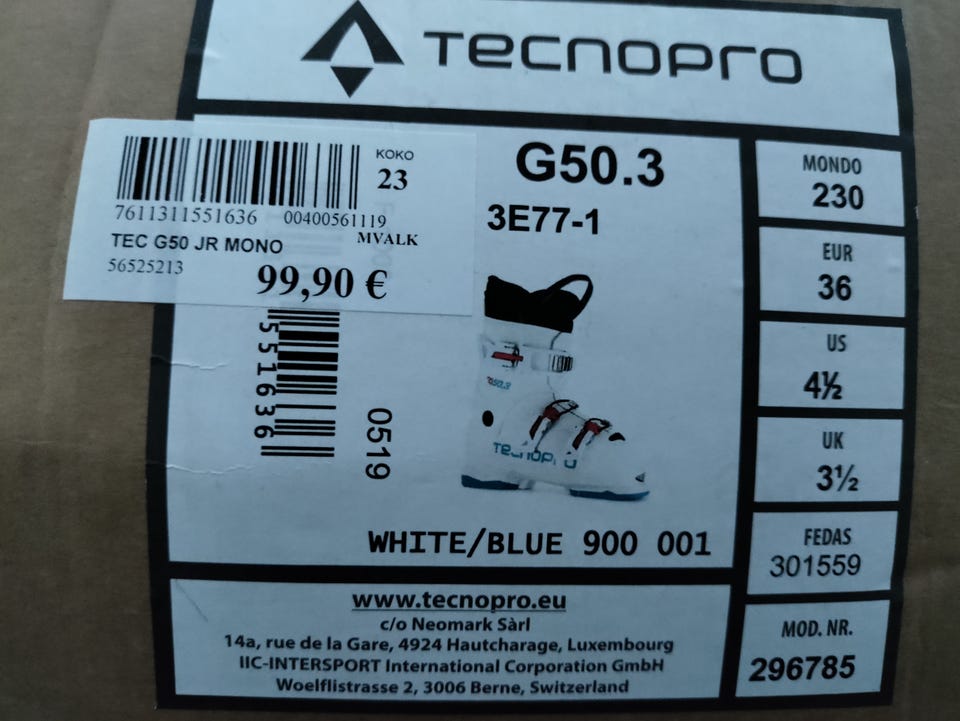 TECNOPRO
KOKO
23
7611311551636 00400561119
MVALK
TEC G50 JR MONO
56525213
99,90 €
551636
0519
G50.3
3E77-1
G50.3
TECNOPRO
WHITE/BLUE 900 001
MONDO
230
EUR
36
US
4½
UK
3½
FEDAS
301559
MOD. NR.
296785
www.tecnopro.eu
c/o Neomark Sàrl
14a, rue de la Gare, 4924 Hautcharage, Luxembourg
IIC-INTERSPORT International Corporation GmbH
Woelflistrasse 2, 3006 Berne, Switzerland